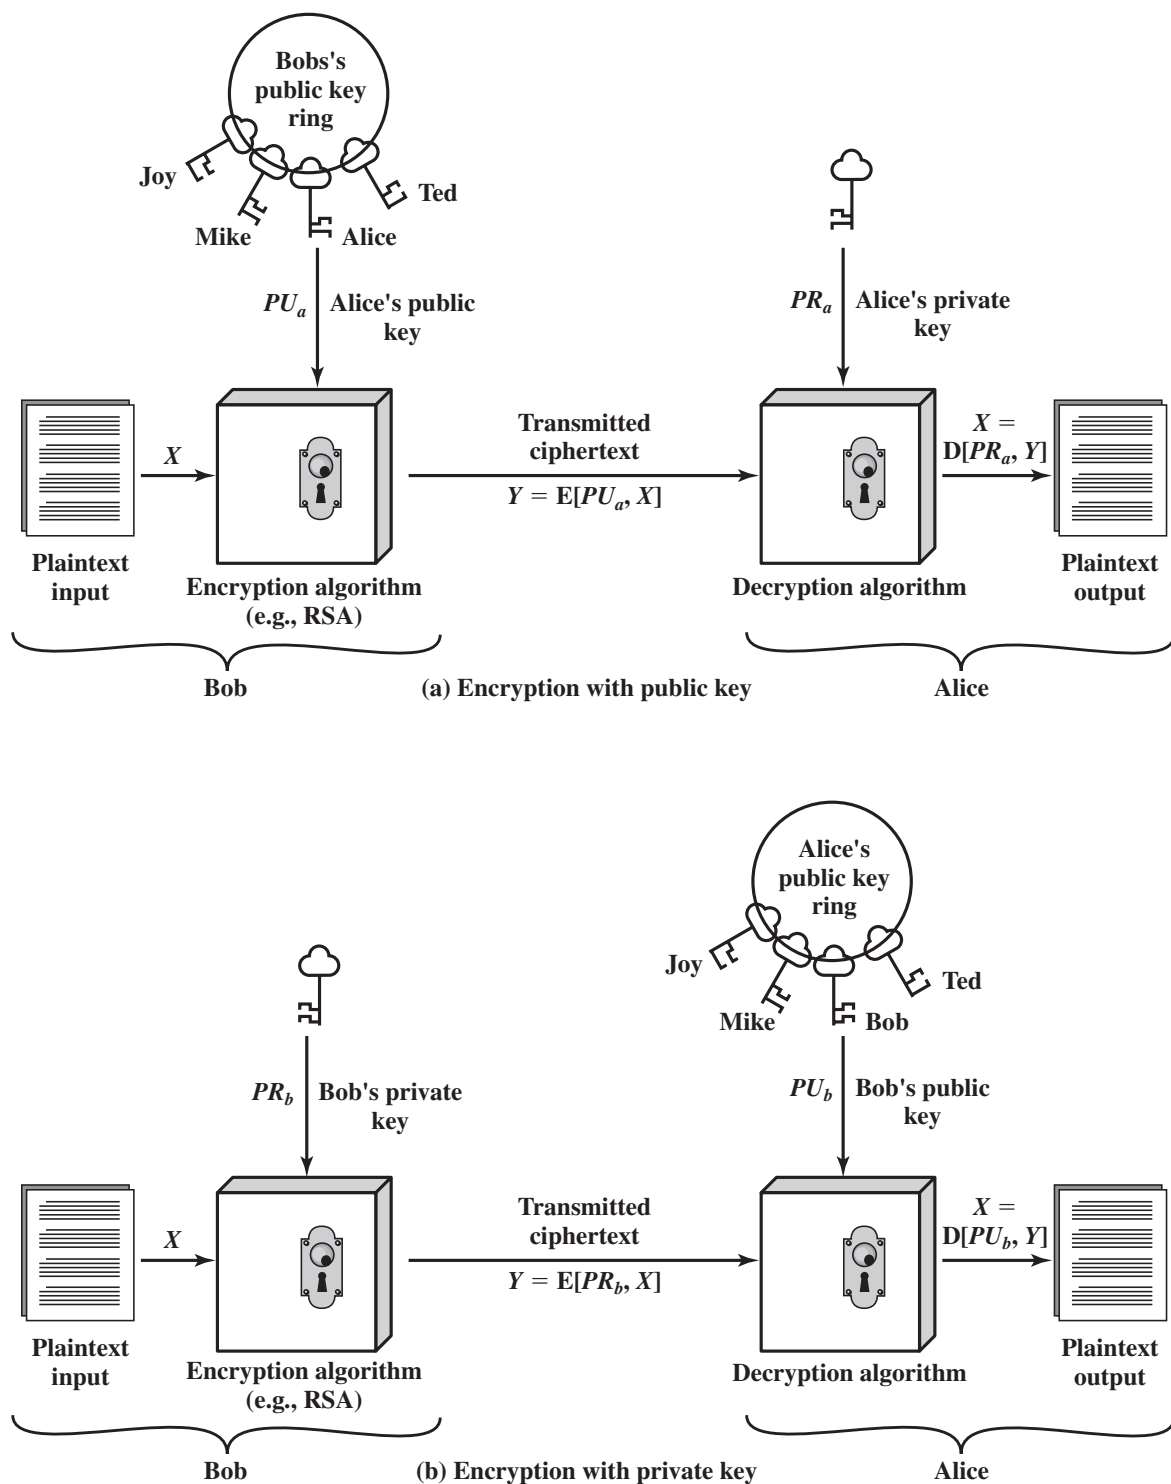 Bobs's
public key
ring
Joy
Ted
Mike
Alice
PUa
Alice's public
key
PRa
Alice's private
key
X
Transmitted
ciphertext
Y = E[PUa, X]
X =
D[PRa, Y]
Plaintext
input
Encryption algorithm
(e.g., RSA)
Decryption algorithm
Plaintext
output
Bob
(a) Encryption with public key
Alice
Alice's
public key
ring
Joy
Ted
Mike
Bob
PRb
Bob's private
key
PUb
Bob's public
key
X
Transmitted
ciphertext
Y = E[PRb, X]
X =
D[PUb, Y]
Plaintext
input
Encryption algorithm
(e.g., RSA)
Decryption algorithm
Plaintext
output
Bob
(b) Encryption with private key
Alice